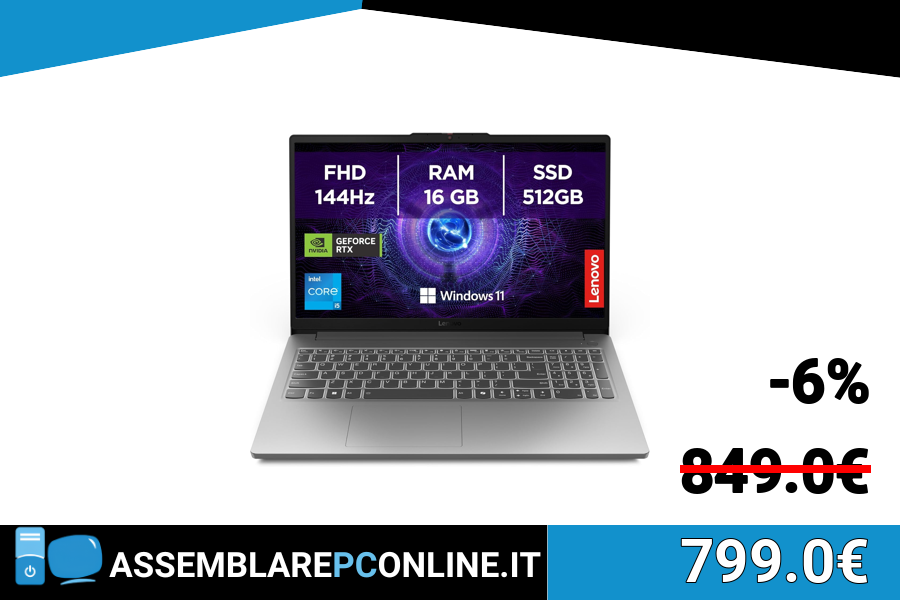 FHD
144Hz
RAM
16 GB
SSD
512GB
NVIDIA
GEFORCE
RTX
intel
CORE
i5
Windows 11
Lenovo
-6%
849.0€
ASSEMBLAREPCONLINE.IT
799.0€